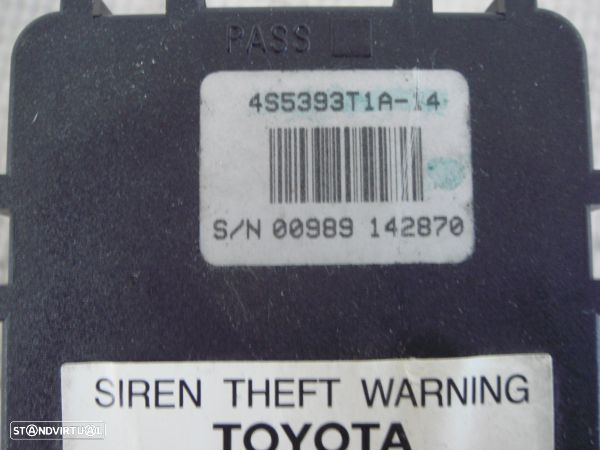 PASS
4S5393T1A-14
S/N 00989 142870
SIREN THEFT WARNING
TOYOTA
STANDVIRTUAL